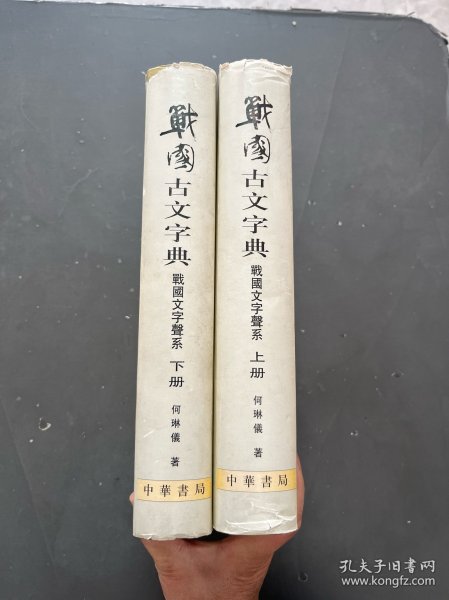 戰國古文字典
戰國文字聲系 下册
何琳儀 著
中華書局
戰國古文字典
戰國文字聲系 上册
何琳儀 著
中華書局
孔夫子旧书网
www.kongfz.com